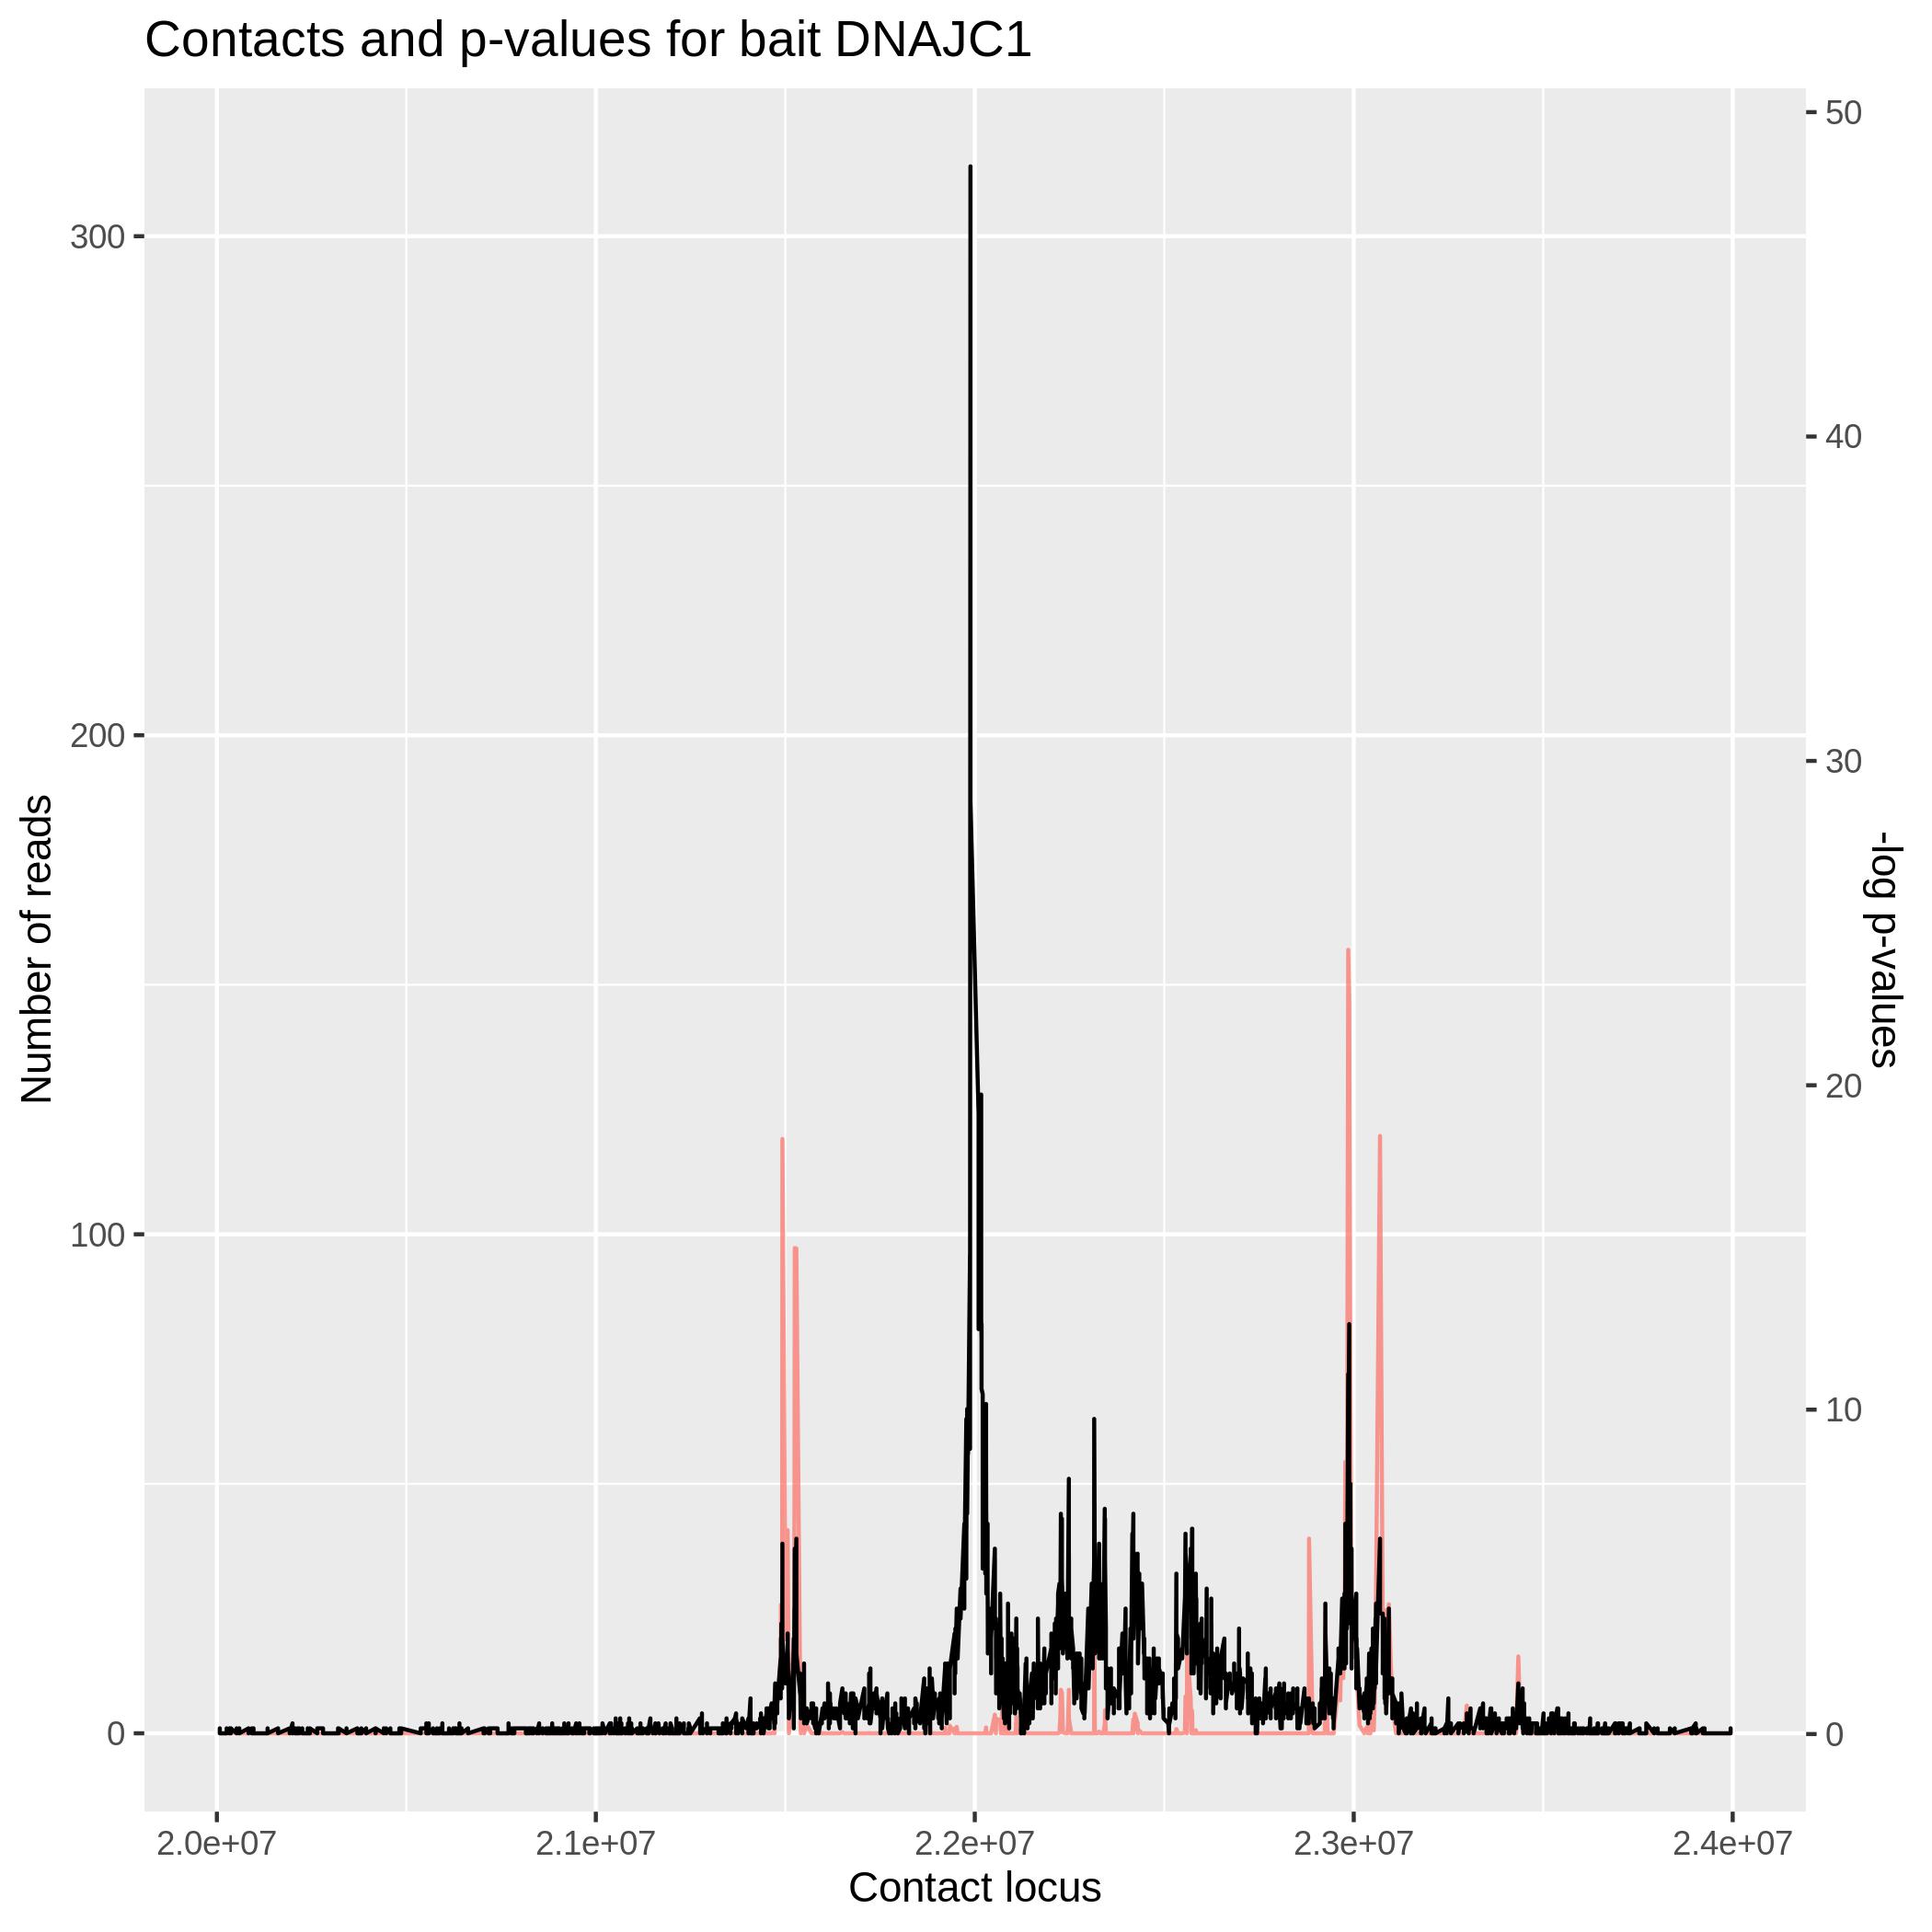 Contacts and p-values for bait DNAJC1
300
200
100
0
Number of reads
50
40
30
20
10
0
-log p-values
2.0e+07
2.1e+07
2.2e+07
2.3e+07
2.4e+07
Contact locus